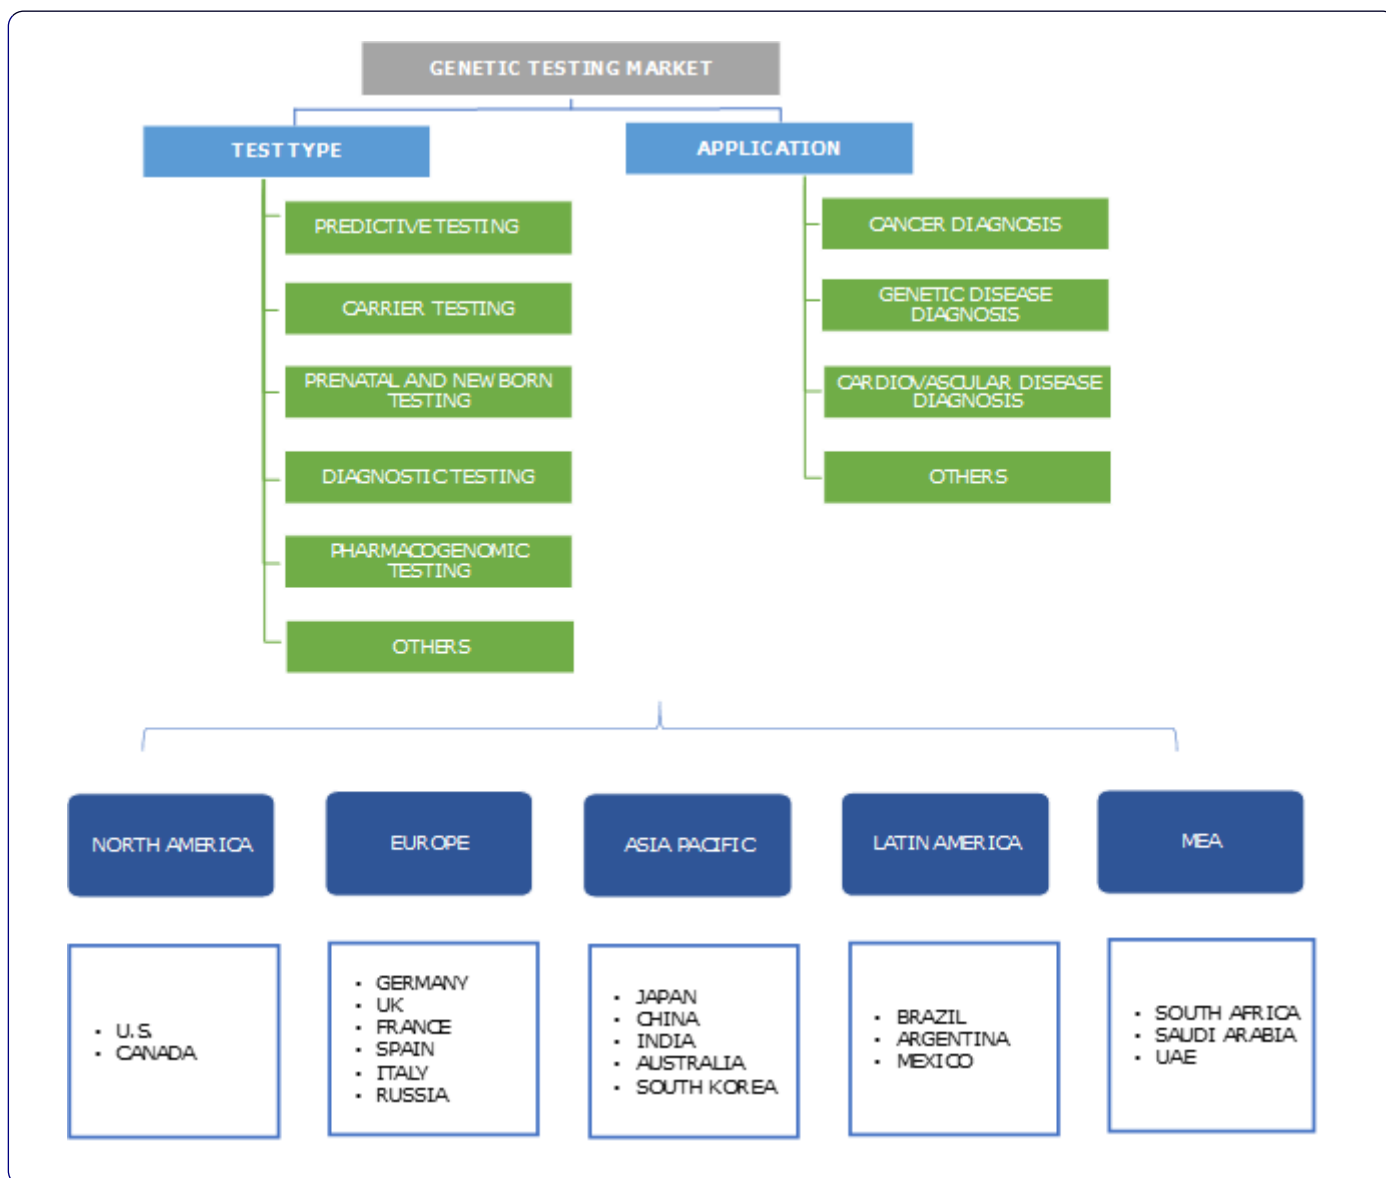 GENETIC TESTING MARKET
TEST TYPE
PREDICTIVE TESTING
CARRIER TESTING
PRENATAL AND NEW BORN
TESTING
DIAGNOSTIC TESTING
PHARMACOGENOMIC
TESTING
OTHERS
APPLICATION
CANCER DIAGNOSIS
GENETIC DISEASE
DIAGNOSIS
CARDIOVASCULAR DISEASE
DIAGNOSIS
OTHERS
NORTH AMERICA
• U.S.
• CANADA
EUROPE
• GERMANY
• UK
• FRANCE
• SPAIN
• ITALY
• RUSSIA
ASIA PACIFIC
• JAPAN
• CHINA
• INDIA
• AUSTRALIA
• SOUTH KOREA
LATIN AMERICA
• BRAZIL
• ARGENTINA
• MEXICO
MEA
• SOUTH AFRICA
• SAUDI ARABIA
• UAE